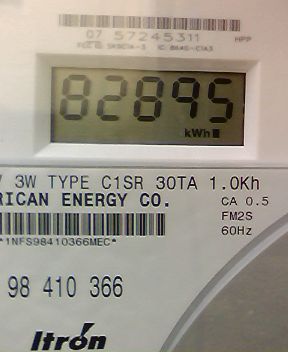 07 57245311
HPP
82895
kWh
3W TYPE C1SR 30TA 1.0Kh
RICAN ENERGY CO.
CA 0.5
FM2S
60Hz
*1NFS98410366MEC*
98 410 366
Itron